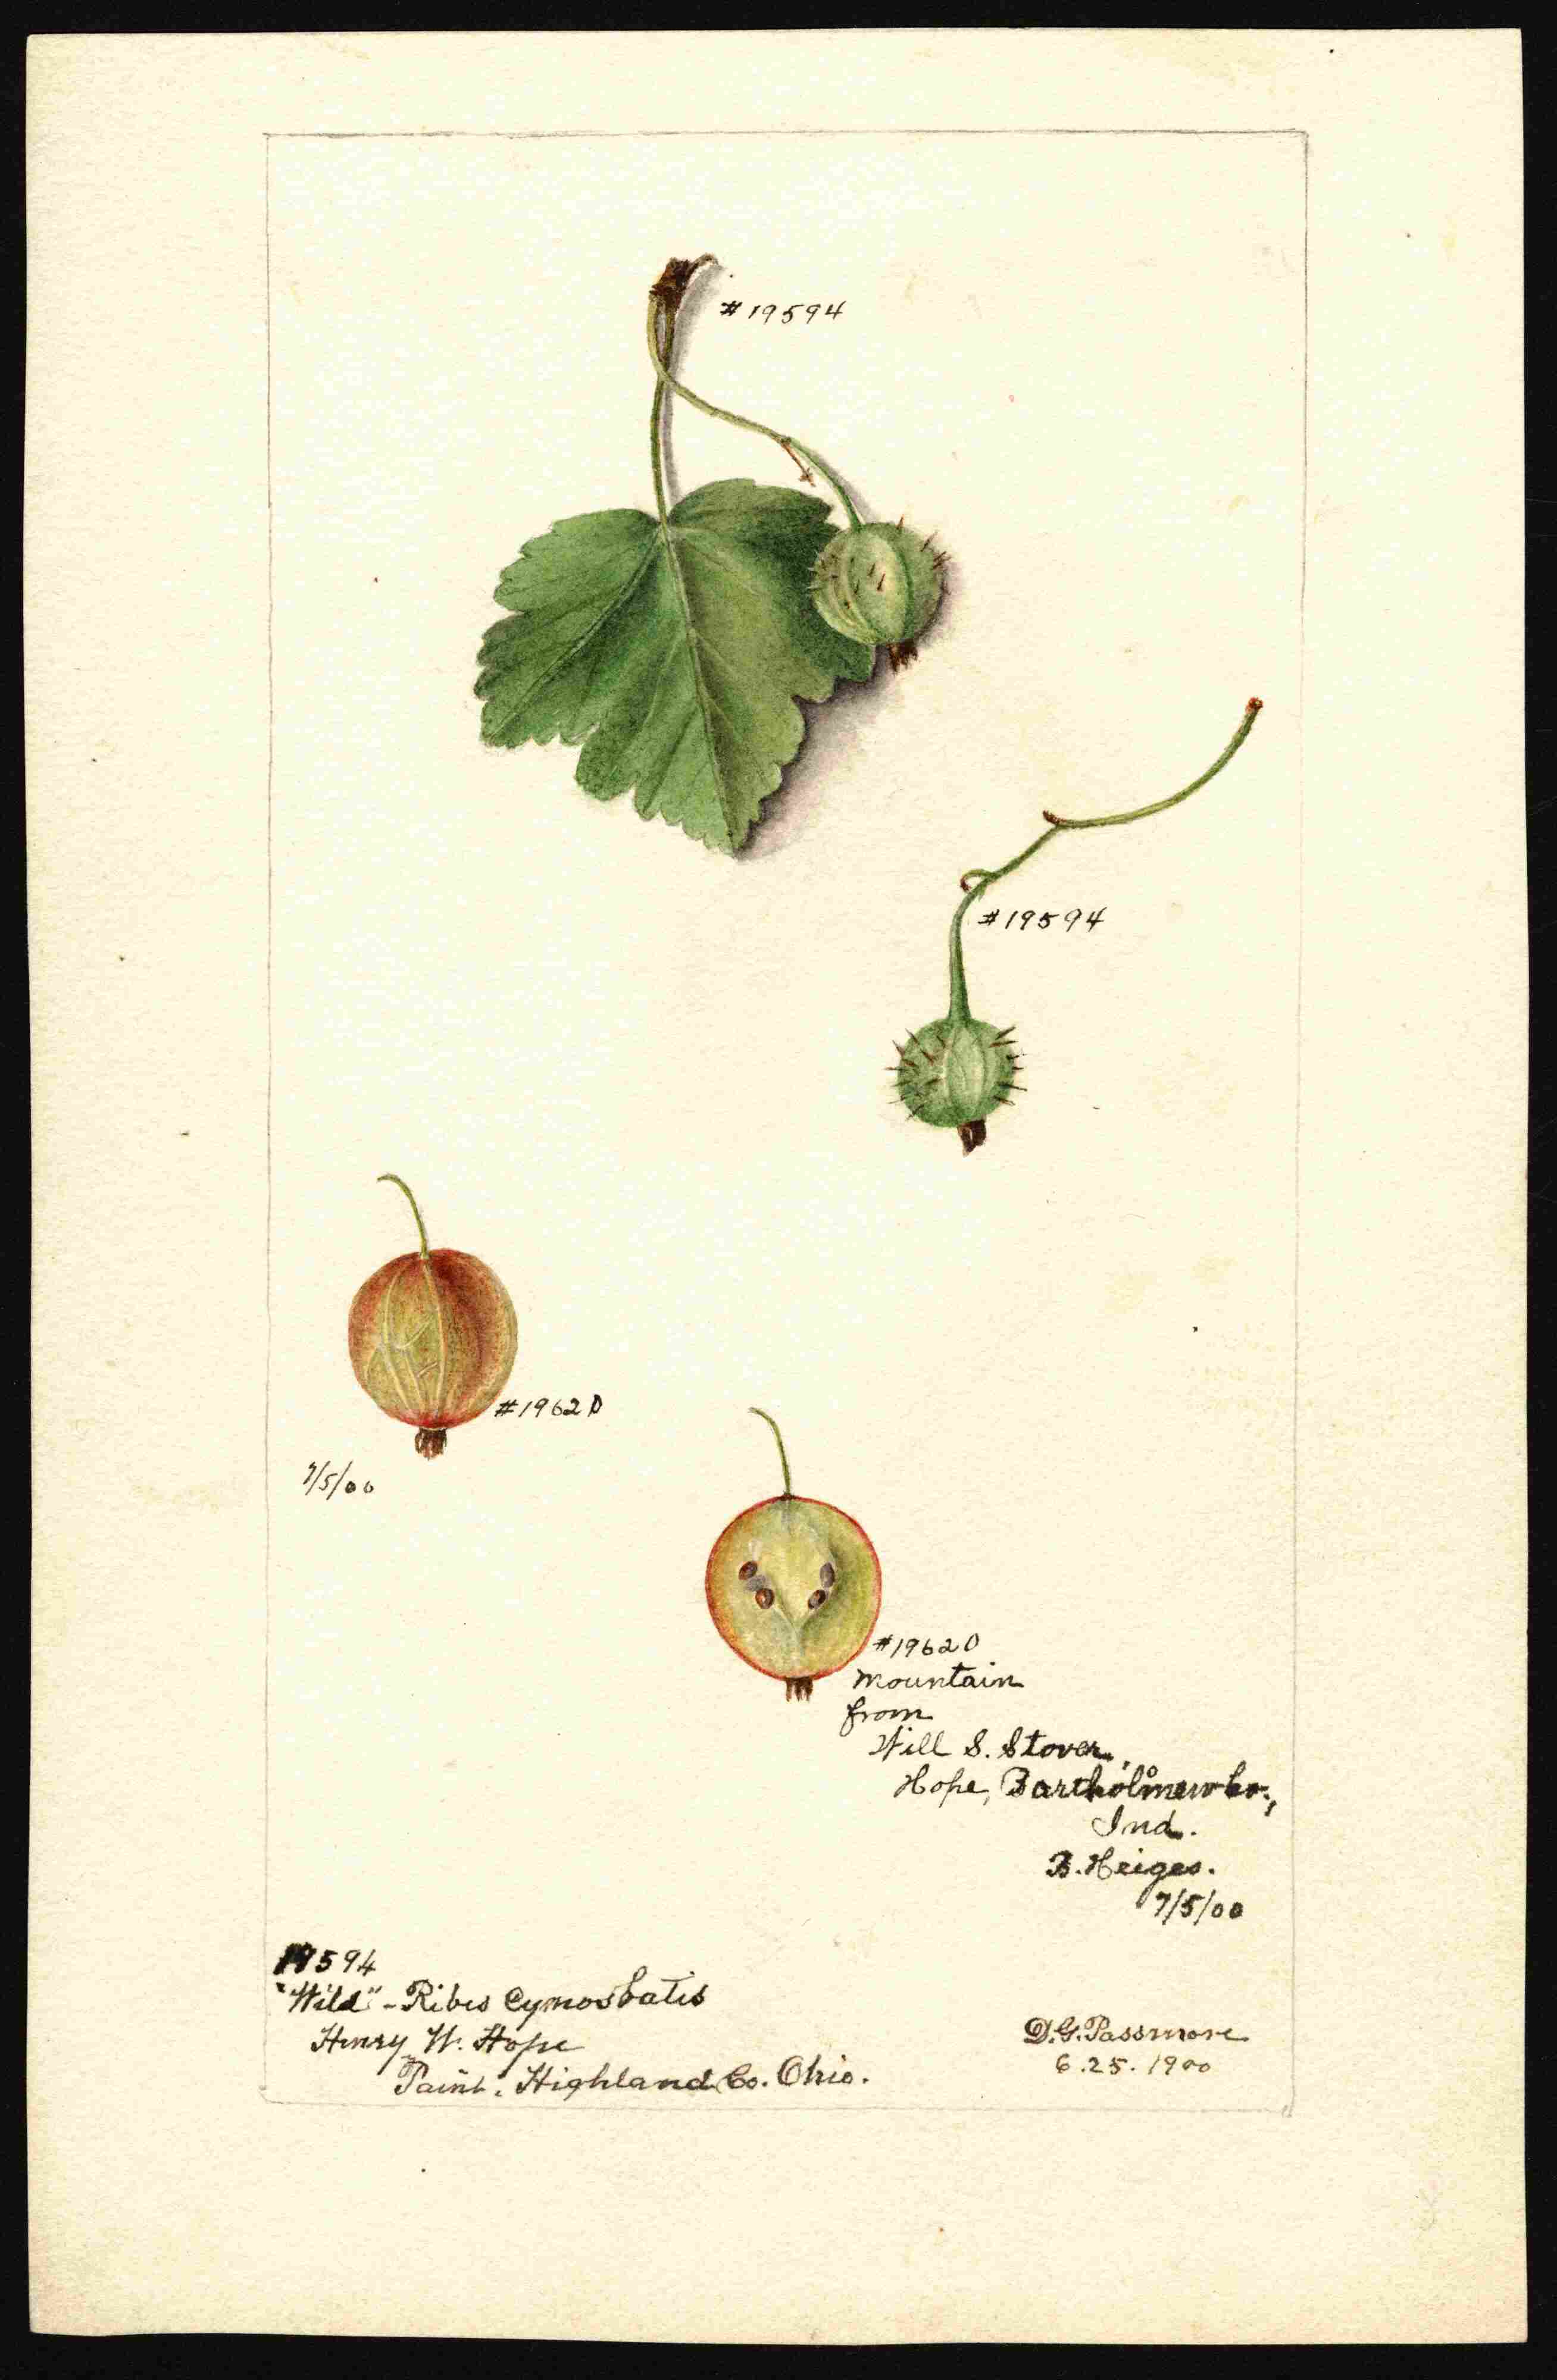 #19594
#19594
#19620
7/5/00
#19620
Mountain
from
Will S. Stover,
Hope, Bartholomew Co.,
Ind.
B. Heiges.
7/5/00
19594
"Wild" - Ribes Cynosbatis
Henry W. Hope
Paint, Highland Co. Ohio.
D.G. Passmore
6.25.1900